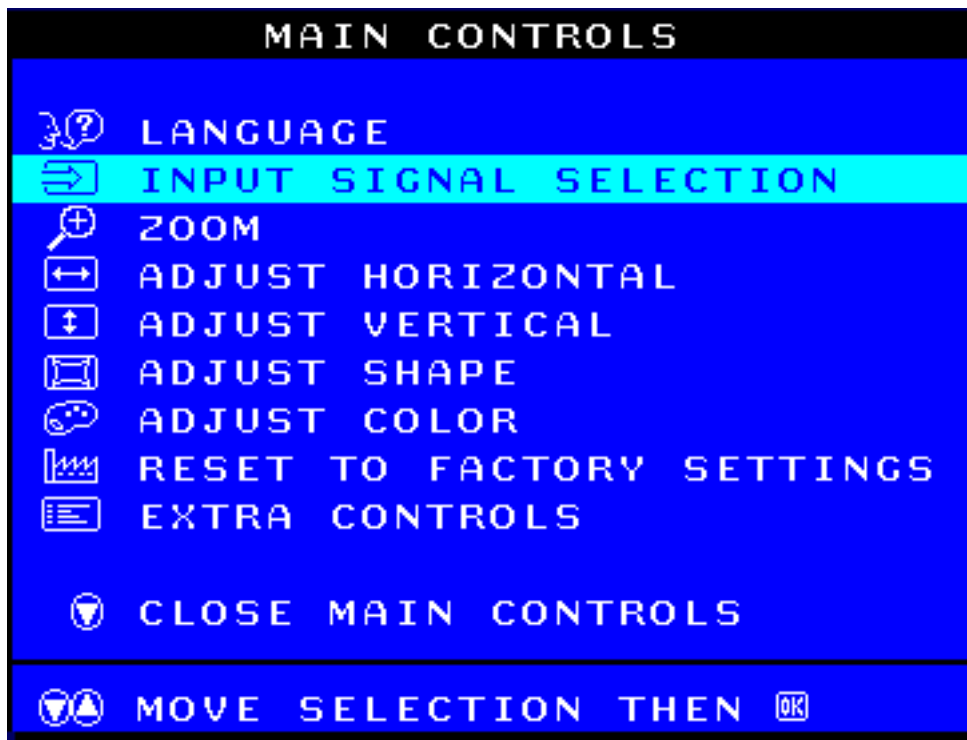 MAIN CONTROLS
LANGUAGE
INPUT SIGNAL SELECTION
ZOOM
ADJUST HORIZONTAL
ADJUST VERTICAL
ADJUST SHAPE
ADJUST COLOR
RESET TO FACTORY SETTINGS
EXTRA CONTROLS
CLOSE MAIN CONTROLS
MOVE SELECTION THEN OK